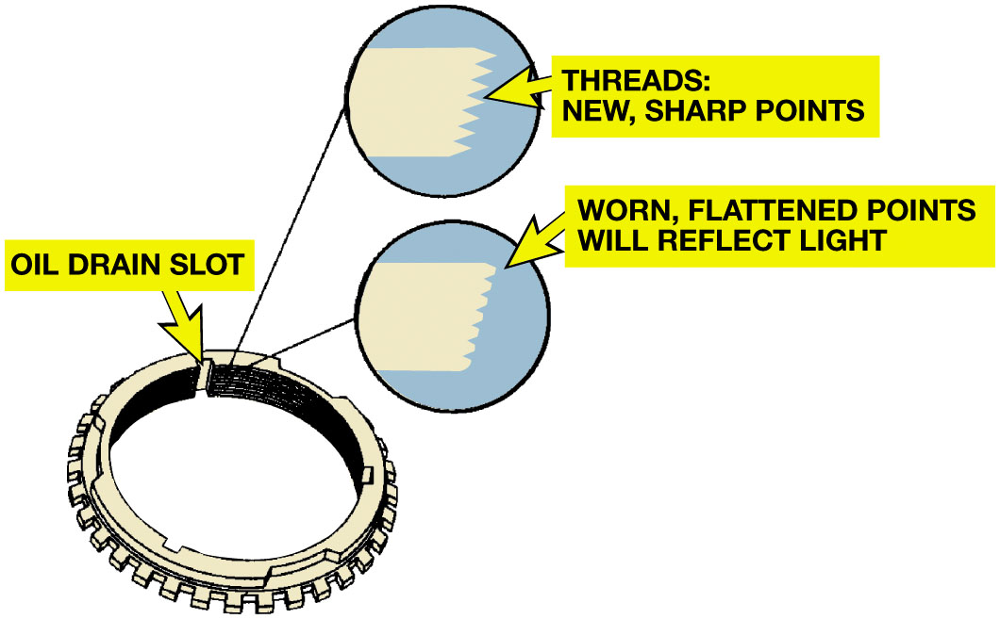 THREADS:
NEW, SHARP POINTS
WORN, FLATTENED POINTS
WILL REFLECT LIGHT
OIL DRAIN SLOT